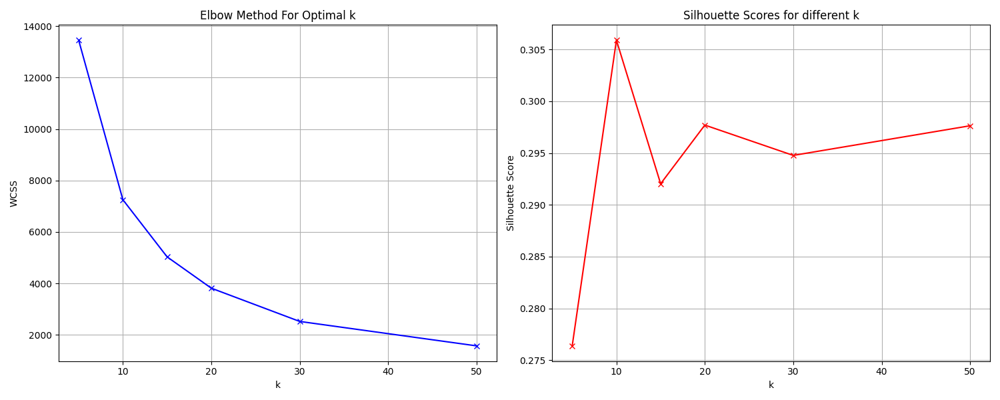 Elbow Method For Optimal k
14000
12000
10000
8000
6000
4000
2000
WCSS
10 20 30 40 50
k
Silhouette Scores for different k
0.305
0.300
0.295
0.290
0.285
0.280
0.275
Silhouette Score
10 20 30 40 50
k